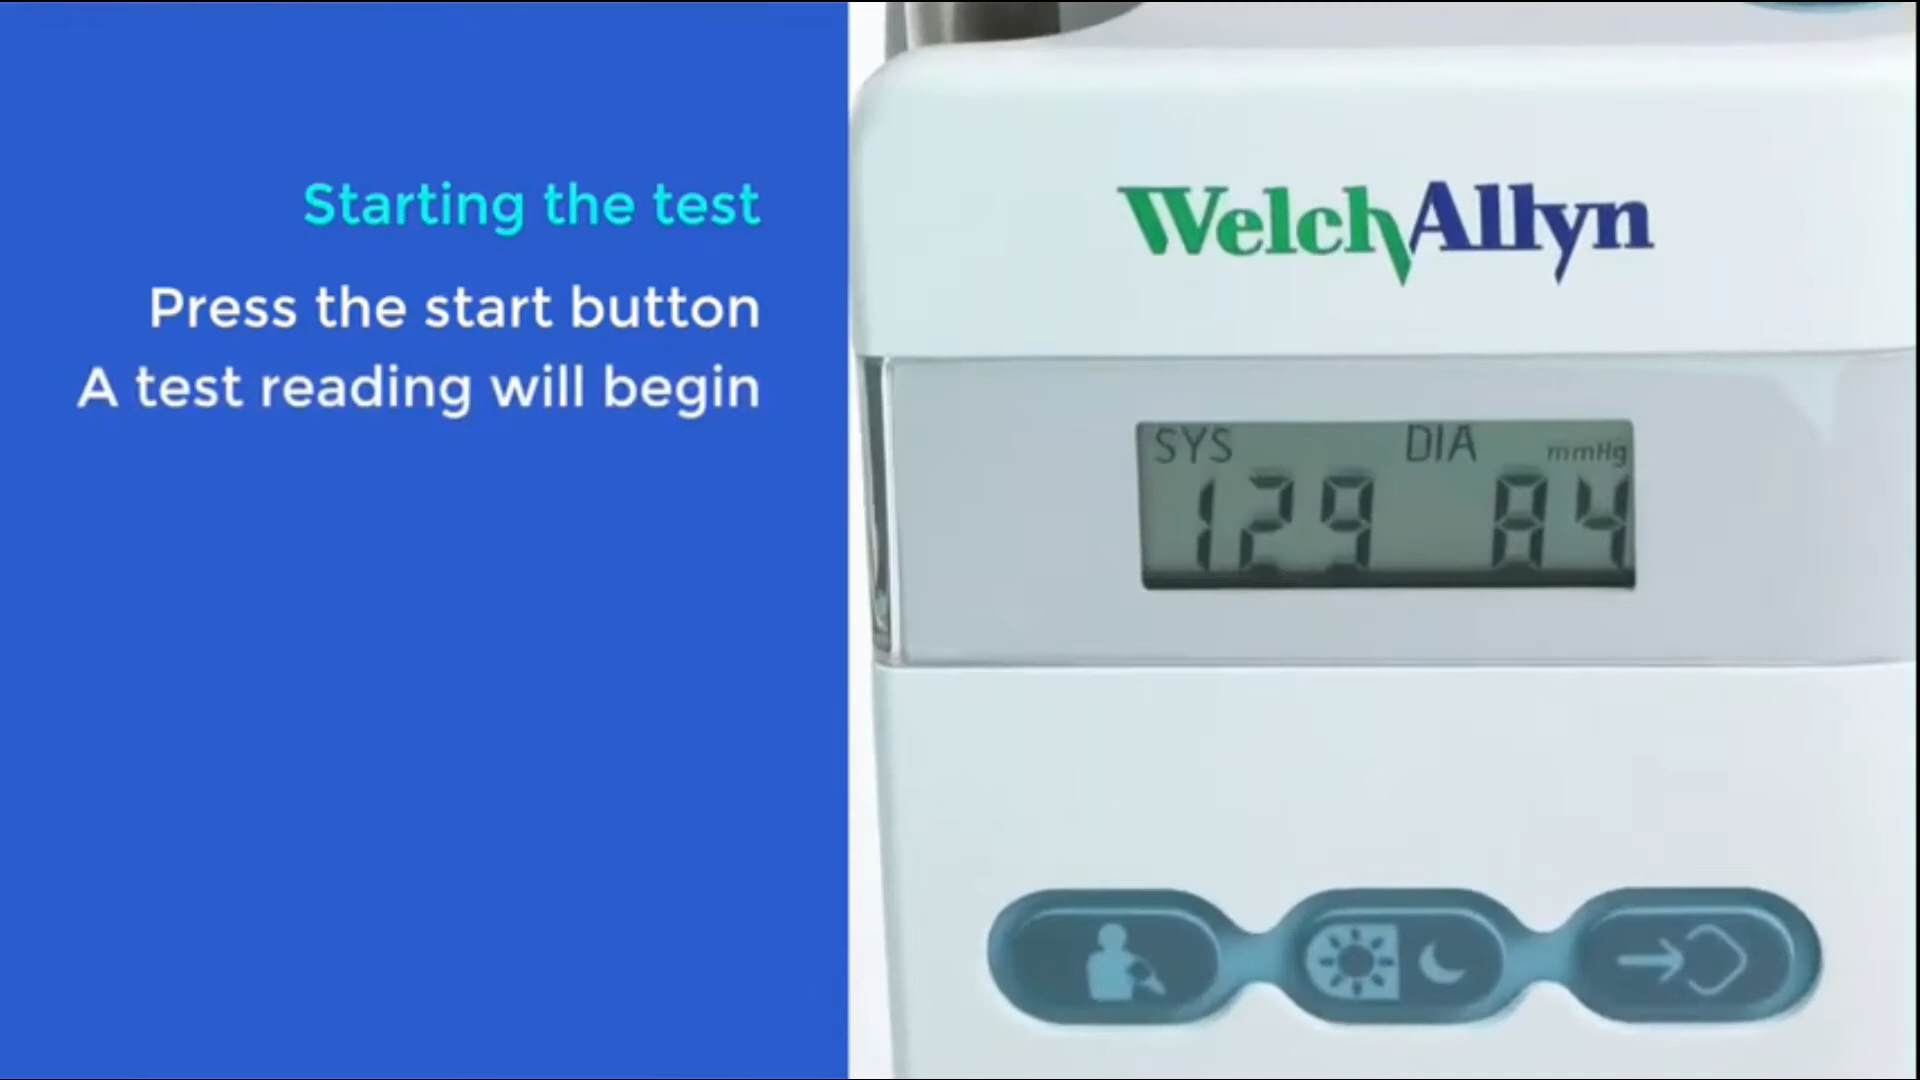 Starting the test
Press the start button
A test reading will begin
WelchAllyn
SYS DIA mmHg
129 84